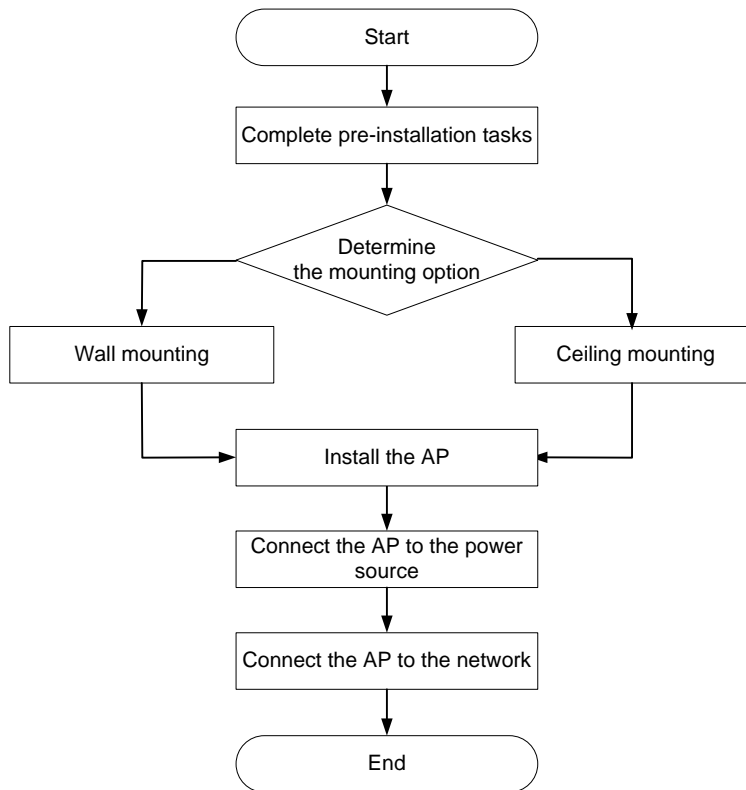 Start
Complete pre-installation tasks
Determine
the mounting option
Wall mounting
Ceiling mounting
Install the AP
Connect the AP to the power
source
Connect the AP to the network
End